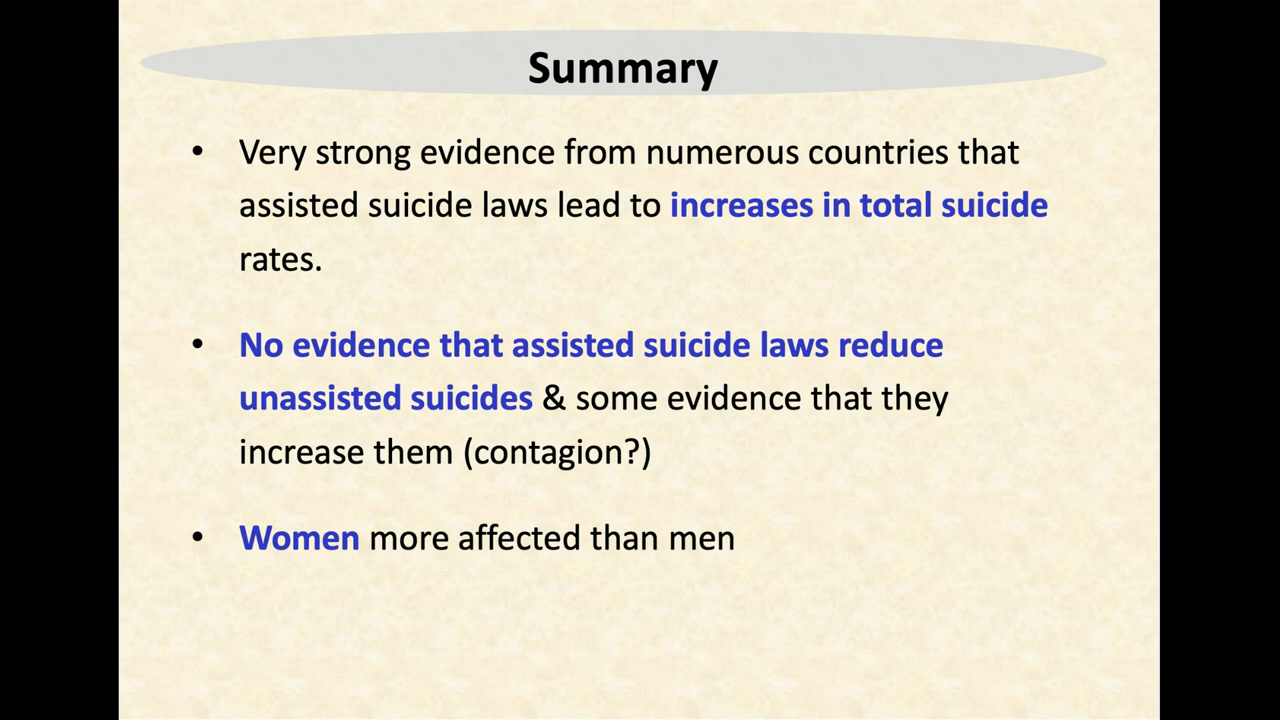 Summary
• Very strong evidence from numerous countries that
assisted suicide laws lead to increases in total suicide
rates.
• No evidence that assisted suicide laws reduce
unassisted suicides & some evidence that they
increase them (contagion?)
• Women more affected than men